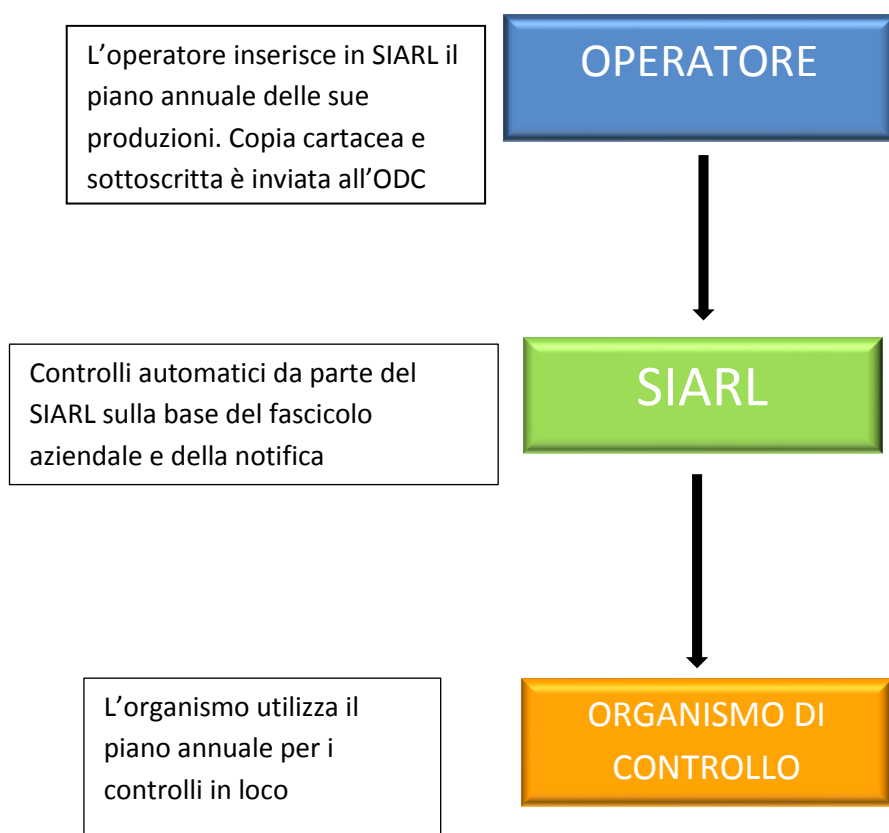 L’operatore inserisce in SIARL il
piano annuale delle sue
produzioni. Copia cartacea e
sottoscritta è inviata all’ODC
OPERATORE
Controlli automatici da parte del
SIARL sulla base del fascicolo
aziendale e della notifica
SIARL
L’organismo utilizza il
piano annuale per i
controlli in loco
ORGANISMO DI
CONTROLLO